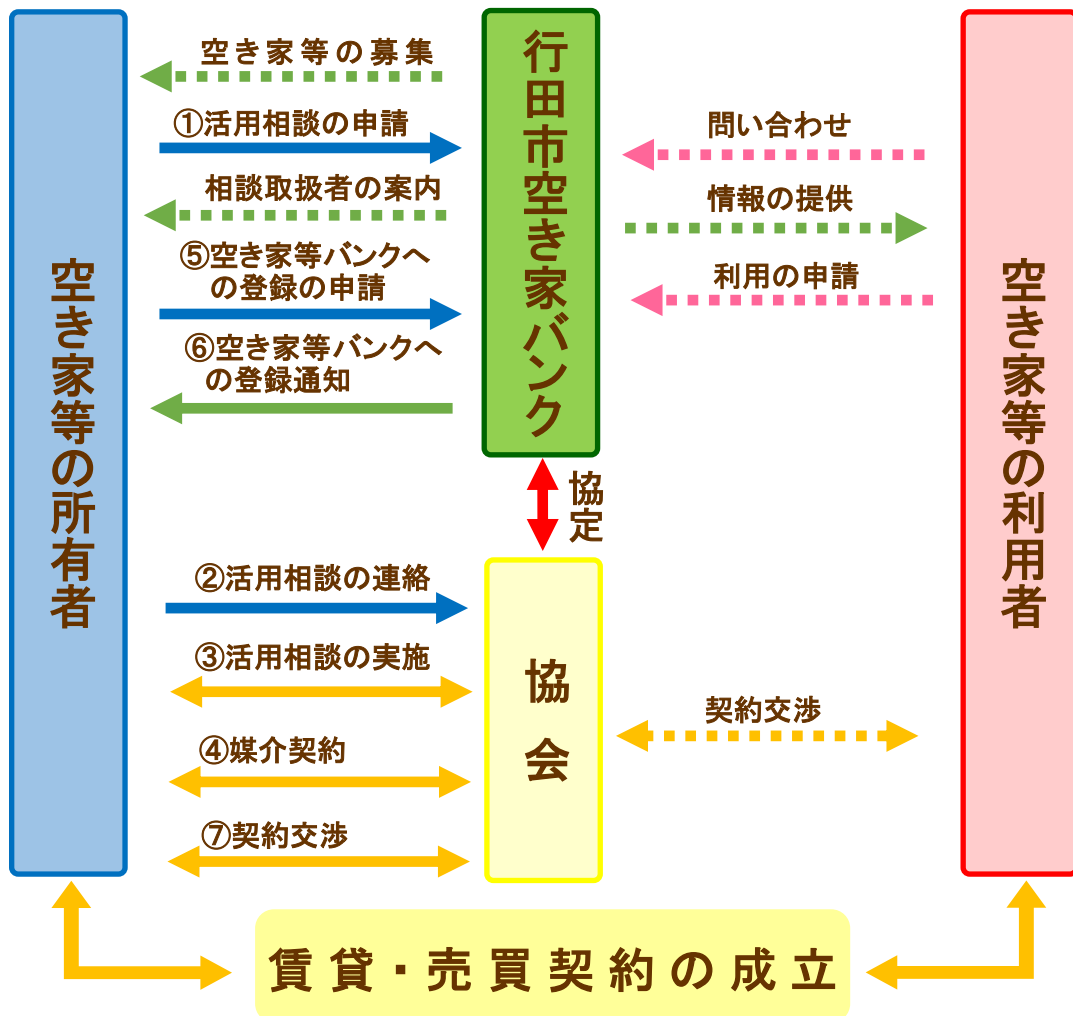 空き家等の所有者
空き家等の募集
①活用相談の申請
相談取扱者の案内
⑤空き家等バンクへ
の登録の申請
⑥空き家等バンクへ
の登録通知
行田市空き家バンク
問い合わせ
情報の提供
利用の申請
空き家等の利用者
協定
②活用相談の連絡
③活用相談の実施
④媒介契約
⑦契約交渉
協会
契約交渉
賃貸・売買契約の成立